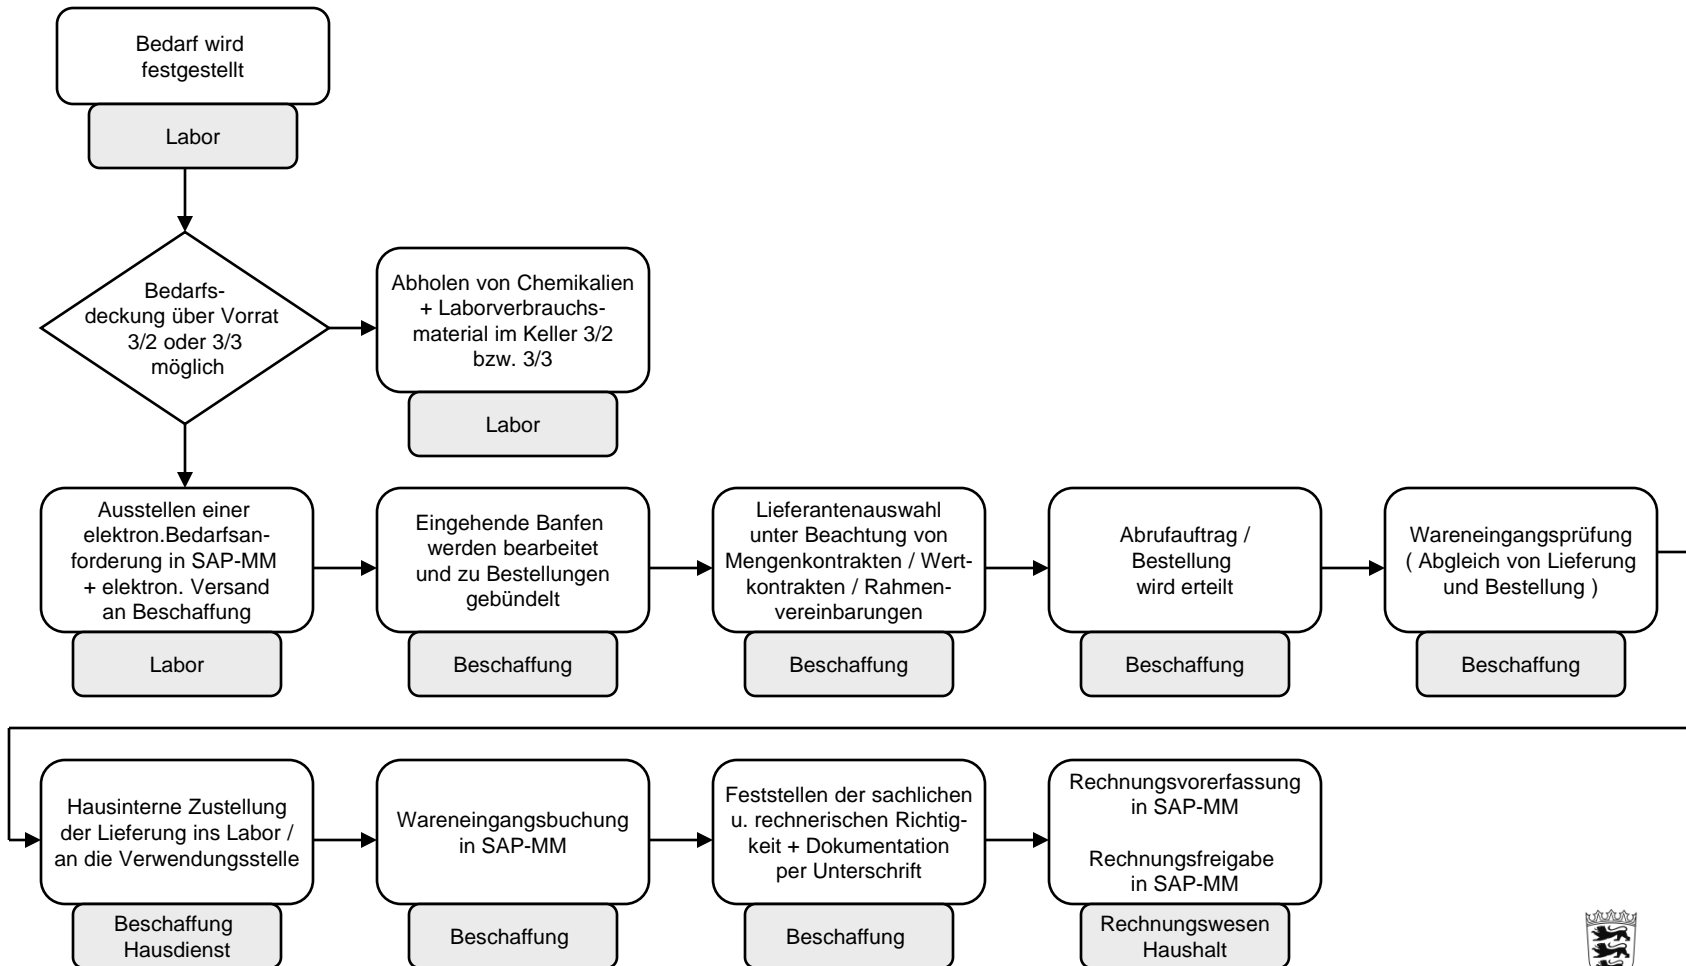 Bedarf wird
festgestellt
Labor
Bedarfs-
deckung über Vorrat
3/2 oder 3/3
möglich
Abholen von Chemikalien
+ Laborverbrauchs-
material im Keller 3/2
bzw. 3/3
Labor
Ausstellen einer
elektron.Bedarfsan-
forderung in SAP-MM
+ elektron. Versand
an Beschaffung
Labor
Eingehende Banfen
werden bearbeitet
und zu Bestellungen
gebündelt
Beschaffung
Lieferantenauswahl
unter Beachtung von
Mengenkontrakten / Wert-
kontrakten / Rahmen-
vereinbarungen
Beschaffung
Abrufauftrag /
Bestellung
wird erteilt
Beschaffung
Wareneingangsprüfung
( Abgleich von Lieferung
und Bestellung )
Beschaffung
Hausinterne Zustellung
der Lieferung ins Labor /
an die Verwendungsstelle
Beschaffung
Hausdienst
Wareneingangsbuchung
in SAP-MM
Beschaffung
Feststellen der sachlichen
u. rechnerischen Richtig-
keit + Dokumentation
per Unterschrift
Beschaffung
Rechnungsvorerfassung
in SAP-MM
Rechnungsfreigabe
in SAP-MM
Rechnungswesen
Haushalt